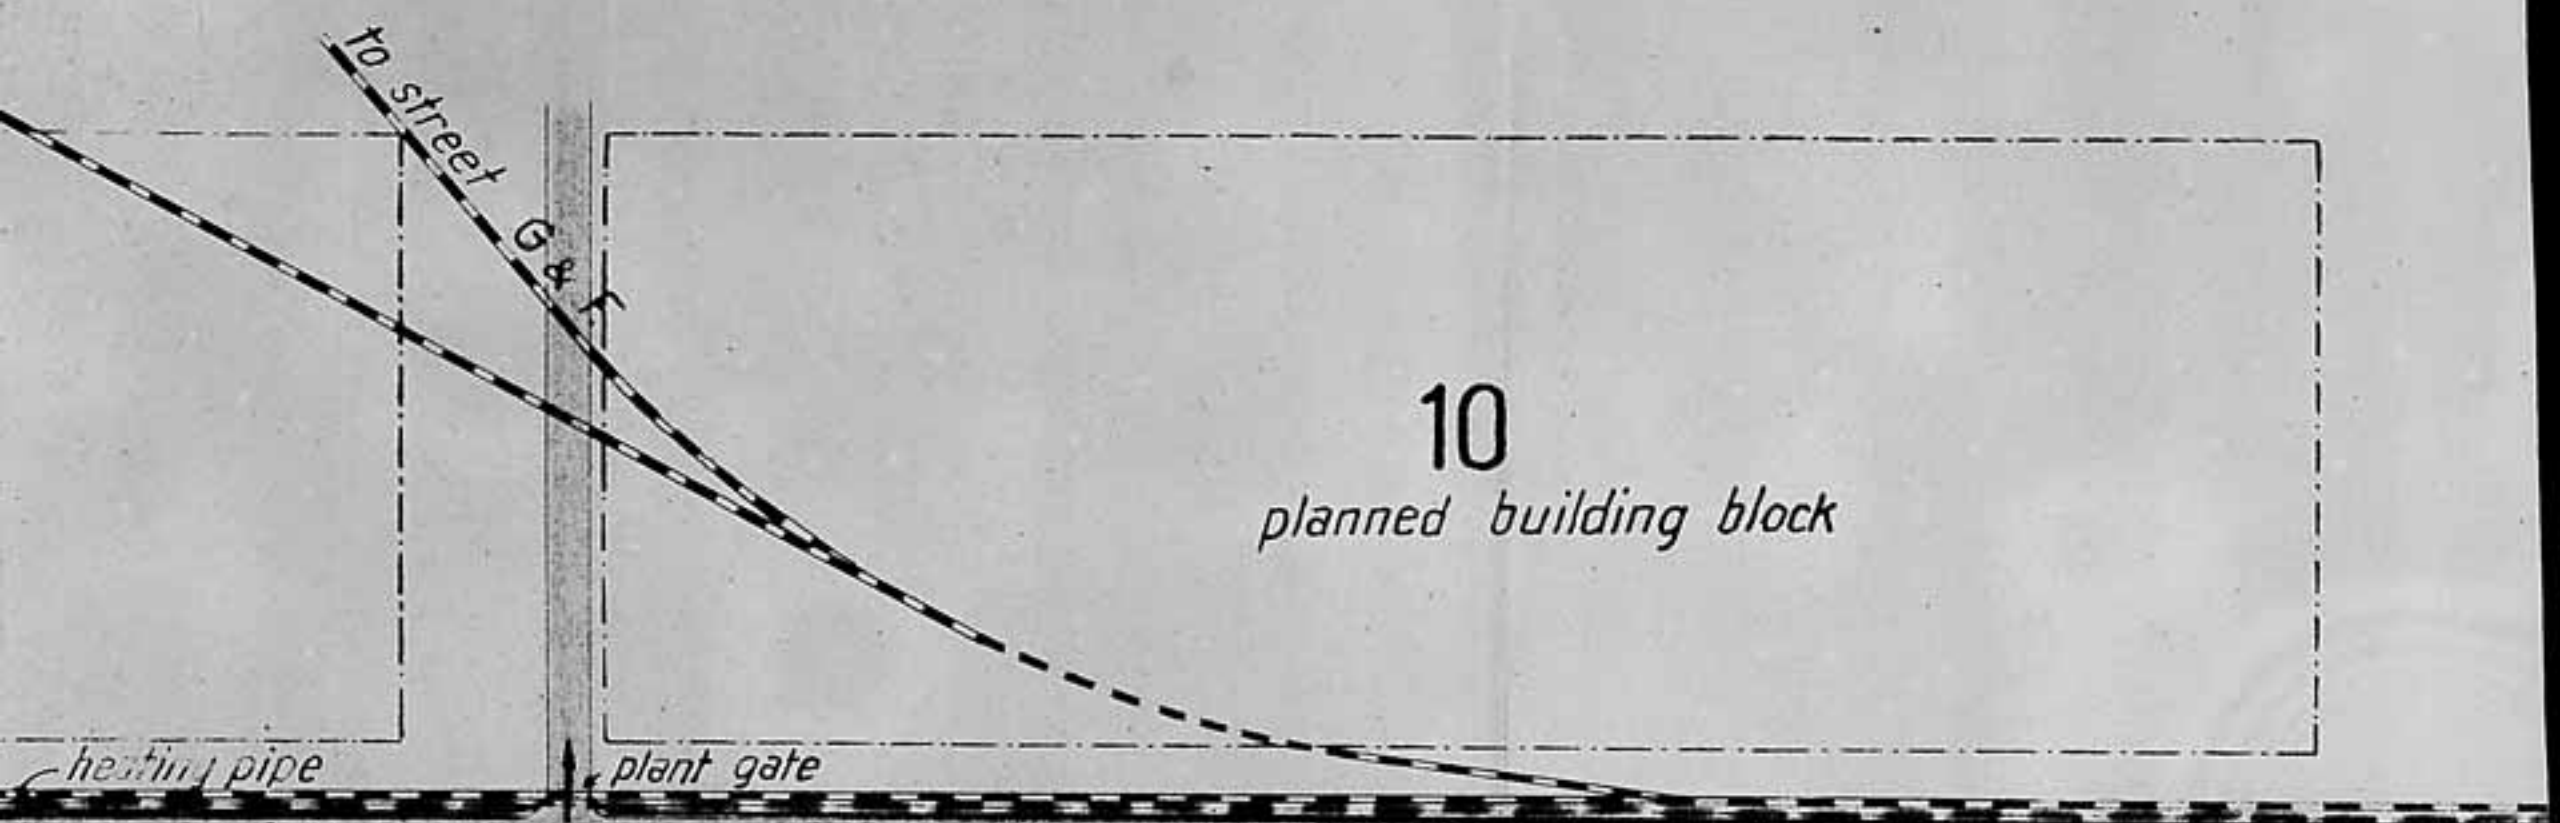 to street G & F
10
planned building block
heating pipe
plant gate